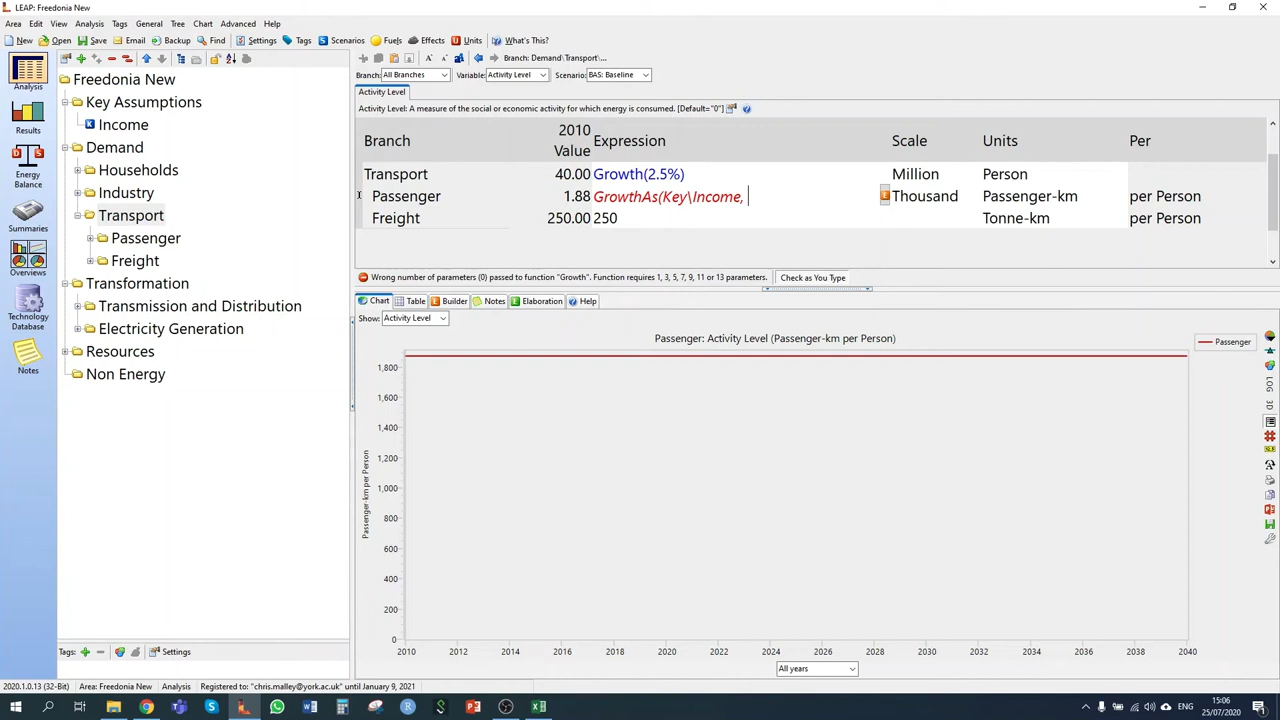 LEAP: Freedonia New
Area Edit View Analysis Tags General Tree Chart Advanced Help
New Open Save Email Backup Find Settings Tags Scenarios Fuels Effects Units What's This?
Branch: Demand\Transport\...
Branch: All Branches Variable: Activity Level Scenario: BAS: Baseline
Activity Level
Activity Level: A measure of the social or economic activity for which energy is consumed. [Default="0"]
Analysis
Results
Energy
Balance
Summaries
Overviews
Technology
Database
Notes
Freedonia New
Key Assumptions
Income
Demand
Households
Industry
Transport
Passenger
Freight
Transformation
Transmission and Distribution
Electricity Generation
Resources
Non Energy
Tags: Settings
Branch 2010 Value Expression Scale Units Per
Transport 40.00 Growth(2.5%) Million Person
Passenger 1.88 GrowthAs(Key\Income, Thousand Passenger-km per Person
Freight 250.00 250 Tonne-km per Person
Wrong number of parameters (0) passed to function "Growth". Function requires 1, 3, 5, 7, 9, 11 or 13 parameters. Check as You Type
Chart Table Builder Notes Elaboration Help
Show: Activity Level
Passenger: Activity Level (Passenger-km per Person)
Passenger
Passenger-km per Person
1,800
1,600
1,400
1,200
1,000
800
600
400
200
0
2010 2012 2014 2016 2018 2020 2022 2024 2026 2028 2030 2032 2034 2036 2038 2040
All years
LOG
3D
2020.1.0.13 (32-Bit) Area: Freedonia New Analysis Registered to: "chris.malley@york.ac.uk" until January 9, 2021
ENG 15:06
25/07/2020